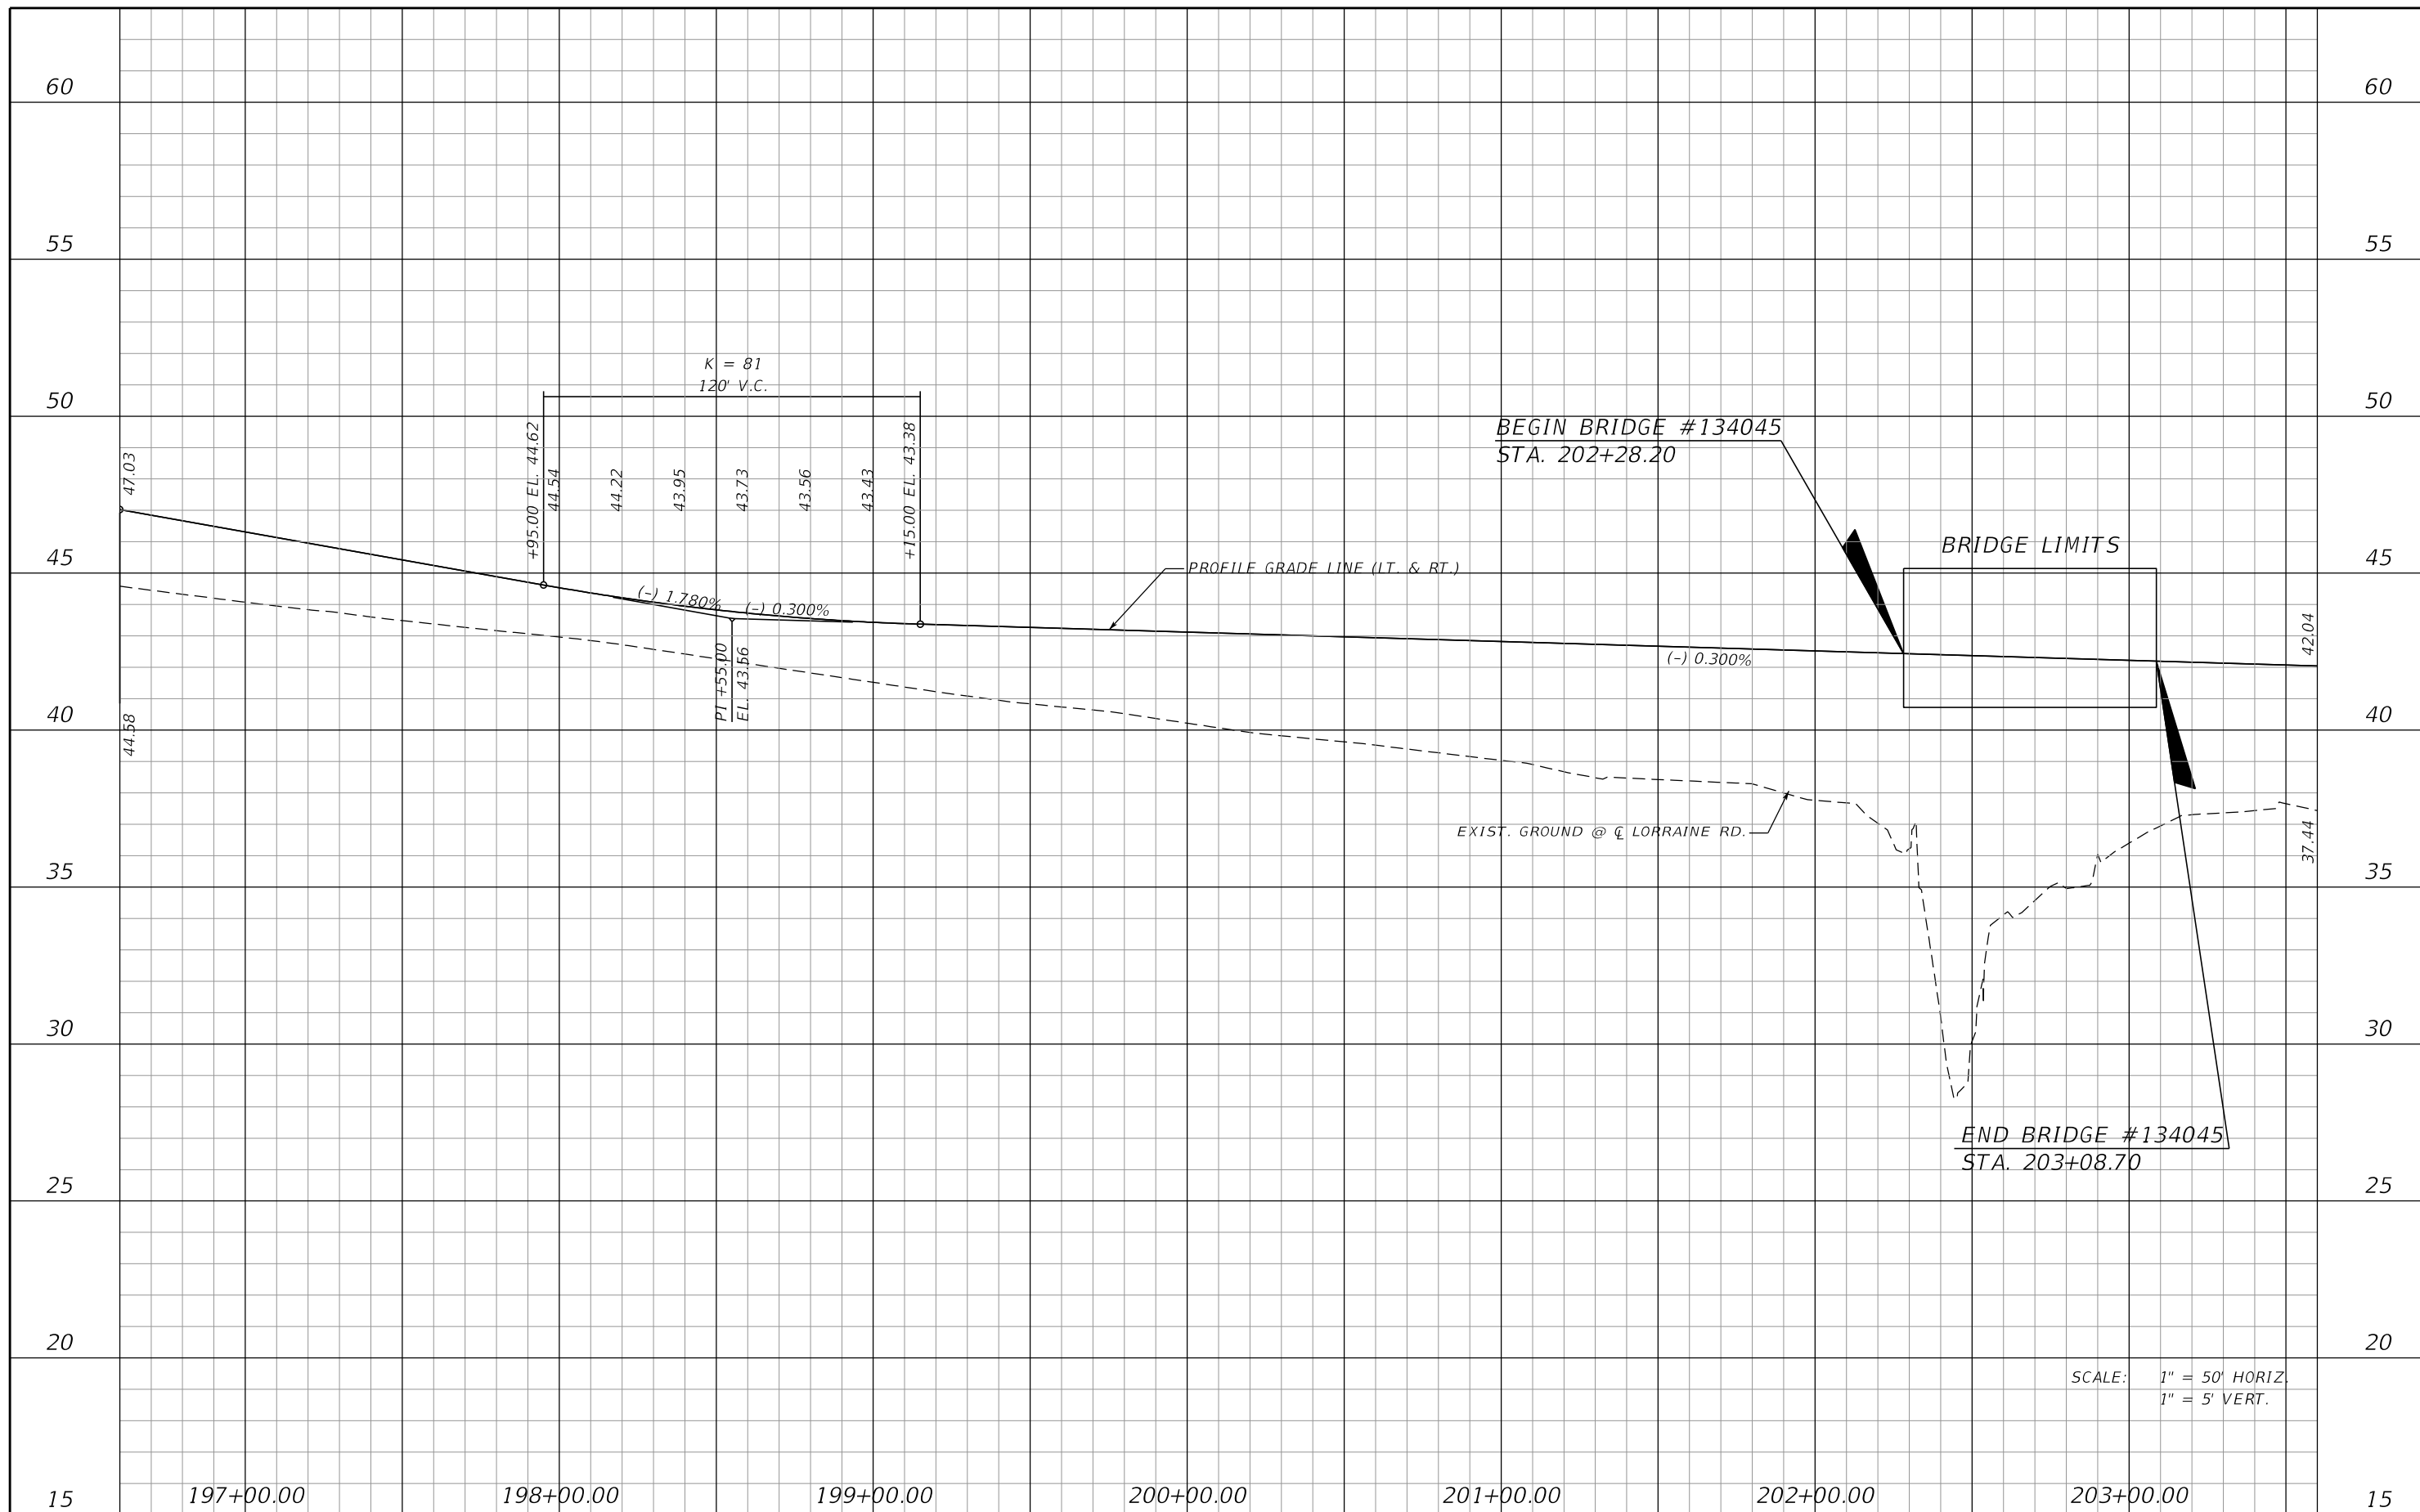 60 60
55 55
K = 81
120' V.C.
50 50
BEGIN BRIDGE #134045
STA. 202+28.20
47.03
+95.00 EL. 44.62
44.54
44.22
43.95
43.73
43.56
43.43
+15.00 EL. 43.38
BRIDGE LIMITS
45 45
PROFILE GRADE LINE (LT. & RT.)
(-) 1.780%
(-) 0.300%
(-) 0.300%
42.04
PI +55.00
EL. 43.56
40 40
44.58
EXIST. GROUND @ ℄ LORRAINE RD.
37.44
35 35
30 30
END BRIDGE #134045
STA. 203+08.70
25 25
20 20
SCALE: 1" = 50' HORIZ.
1" = 5' VERT.
15 197+00.00 198+00.00 199+00.00 200+00.00 201+00.00 202+00.00 203+00.00 15